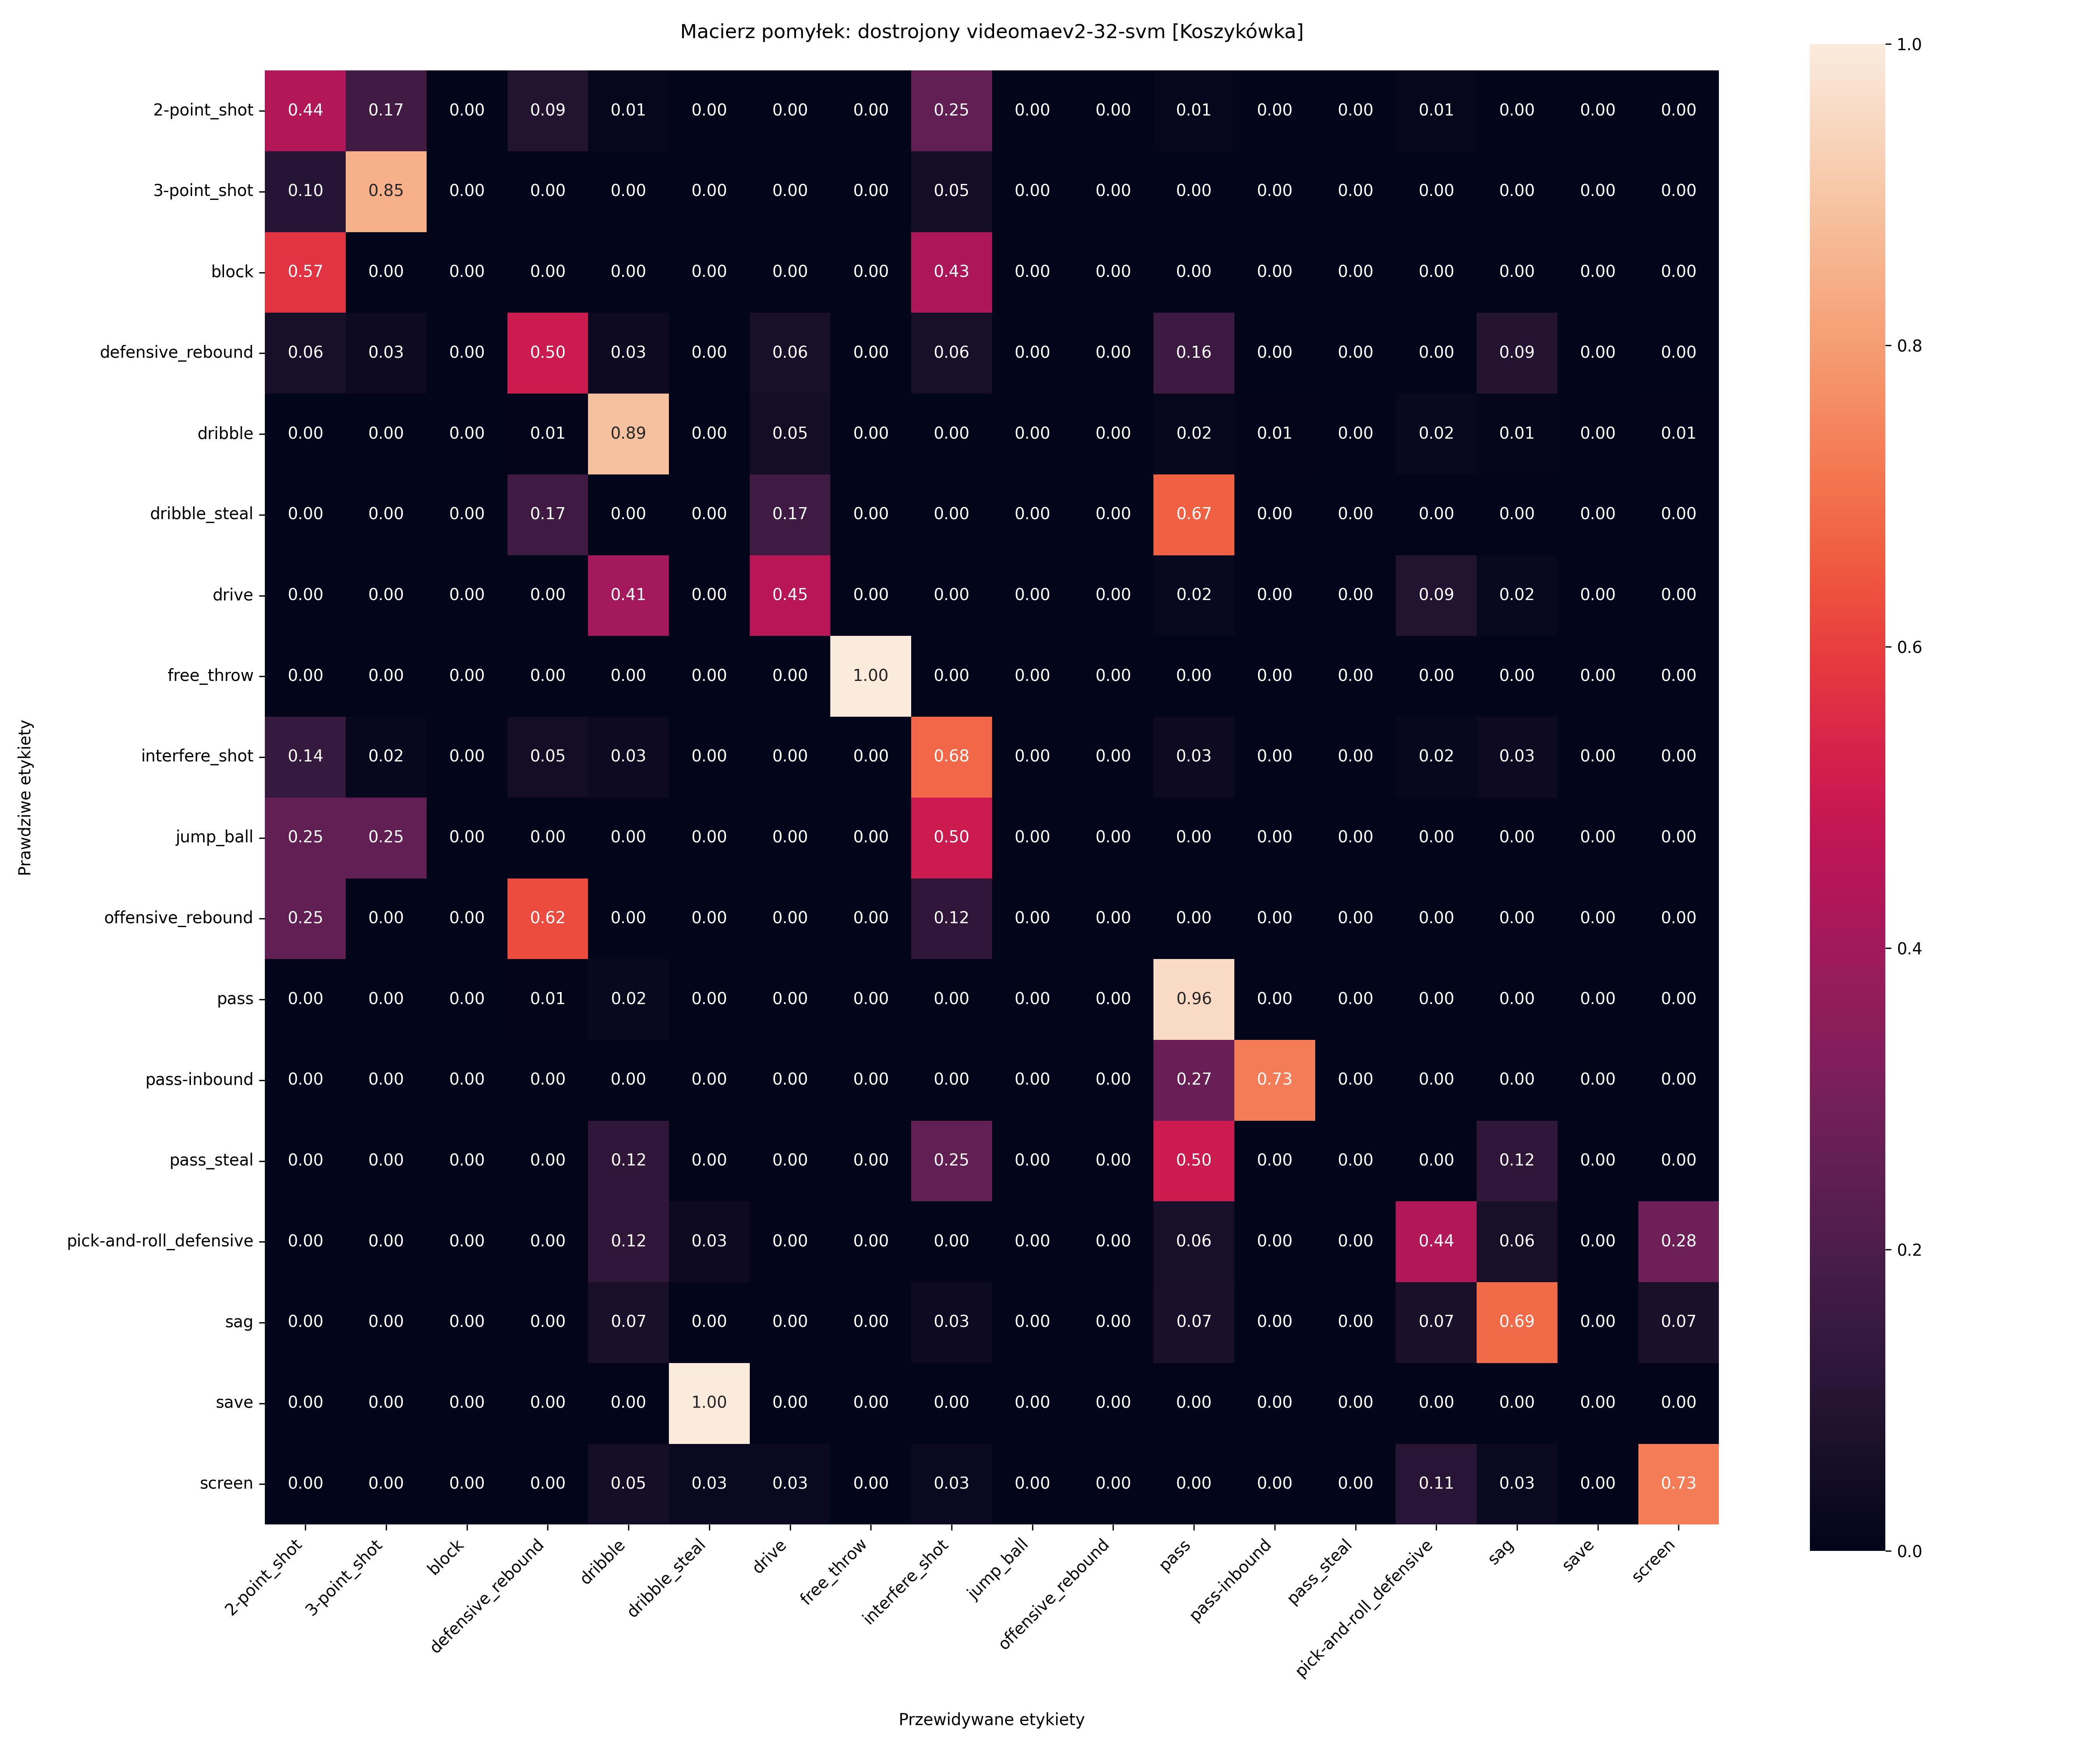 Macierz pomyłek: dostrojony videomaev2-32-svm [Koszykówka]
Prawdziwe etykiety
2-point_shot 0.44 0.17 0.00 0.09 0.01 0.00 0.00 0.00 0.25 0.00 0.00 0.01 0.00 0.00 0.01 0.00 0.00 0.00
3-point_shot 0.10 0.85 0.00 0.00 0.00 0.00 0.00 0.00 0.05 0.00 0.00 0.00 0.00 0.00 0.00 0.00 0.00 0.00
block 0.57 0.00 0.00 0.00 0.00 0.00 0.00 0.00 0.43 0.00 0.00 0.00 0.00 0.00 0.00 0.00 0.00 0.00
defensive_rebound 0.06 0.03 0.00 0.50 0.03 0.00 0.06 0.00 0.06 0.00 0.00 0.16 0.00 0.00 0.00 0.09 0.00 0.00
dribble 0.00 0.00 0.00 0.01 0.89 0.00 0.05 0.00 0.00 0.00 0.00 0.02 0.01 0.00 0.02 0.01 0.00 0.01
dribble_steal 0.00 0.00 0.00 0.17 0.00 0.00 0.17 0.00 0.00 0.00 0.00 0.67 0.00 0.00 0.00 0.00 0.00 0.00
drive 0.00 0.00 0.00 0.00 0.41 0.00 0.45 0.00 0.00 0.00 0.00 0.02 0.00 0.00 0.09 0.02 0.00 0.00
free_throw 0.00 0.00 0.00 0.00 0.00 0.00 0.00 1.00 0.00 0.00 0.00 0.00 0.00 0.00 0.00 0.00 0.00 0.00
interfere_shot 0.14 0.02 0.00 0.05 0.03 0.00 0.00 0.00 0.68 0.00 0.00 0.03 0.00 0.00 0.02 0.03 0.00 0.00
jump_ball 0.25 0.25 0.00 0.00 0.00 0.00 0.00 0.00 0.50 0.00 0.00 0.00 0.00 0.00 0.00 0.00 0.00 0.00
offensive_rebound 0.25 0.00 0.00 0.62 0.00 0.00 0.00 0.00 0.12 0.00 0.00 0.00 0.00 0.00 0.00 0.00 0.00 0.00
pass 0.00 0.00 0.00 0.01 0.02 0.00 0.00 0.00 0.00 0.00 0.00 0.96 0.00 0.00 0.00 0.00 0.00 0.00
pass-inbound 0.00 0.00 0.00 0.00 0.00 0.00 0.00 0.00 0.00 0.00 0.00 0.27 0.73 0.00 0.00 0.00 0.00 0.00
pass_steal 0.00 0.00 0.00 0.00 0.12 0.00 0.00 0.00 0.25 0.00 0.00 0.50 0.00 0.00 0.00 0.12 0.00 0.00
pick-and-roll_defensive 0.00 0.00 0.00 0.00 0.12 0.03 0.00 0.00 0.00 0.00 0.00 0.06 0.00 0.00 0.44 0.06 0.00 0.28
sag 0.00 0.00 0.00 0.00 0.07 0.00 0.00 0.00 0.03 0.00 0.00 0.07 0.00 0.00 0.07 0.69 0.00 0.07
save 0.00 0.00 0.00 0.00 0.00 1.00 0.00 0.00 0.00 0.00 0.00 0.00 0.00 0.00 0.00 0.00 0.00 0.00
screen 0.00 0.00 0.00 0.00 0.05 0.03 0.03 0.00 0.03 0.00 0.00 0.00 0.00 0.00 0.11 0.03 0.00 0.73
2-point_shot
3-point_shot
block
defensive_rebound
dribble
dribble_steal
drive
free_throw
interfere_shot
jump_ball
offensive_rebound
pass
pass-inbound
pass_steal
pick-and-roll_defensive
sag
save
screen
Przewidywane etykiety
1.0
0.8
0.6
0.4
0.2
0.0